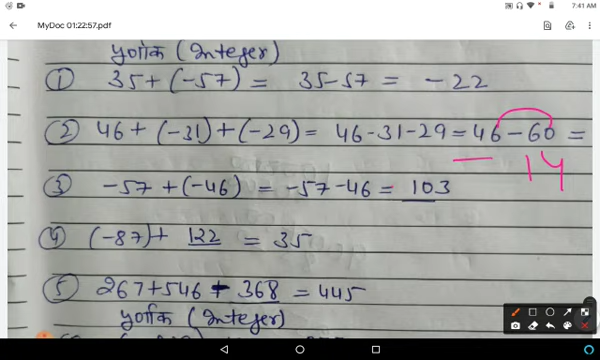 7:41 AM
MyDoc 01:22:57.pdf
पूर्णांक (Integer)
① 35+(-57) = 35-57 = -22
② 46+(-31)+(-29) = 46-31-29 = 46-60 =
— 14
③ -57+(-46) = -57-46 = 103
④ (-87)+ 122 = 35
⑤ 267+546 - 368 = 445
पूर्णांक (Integer)